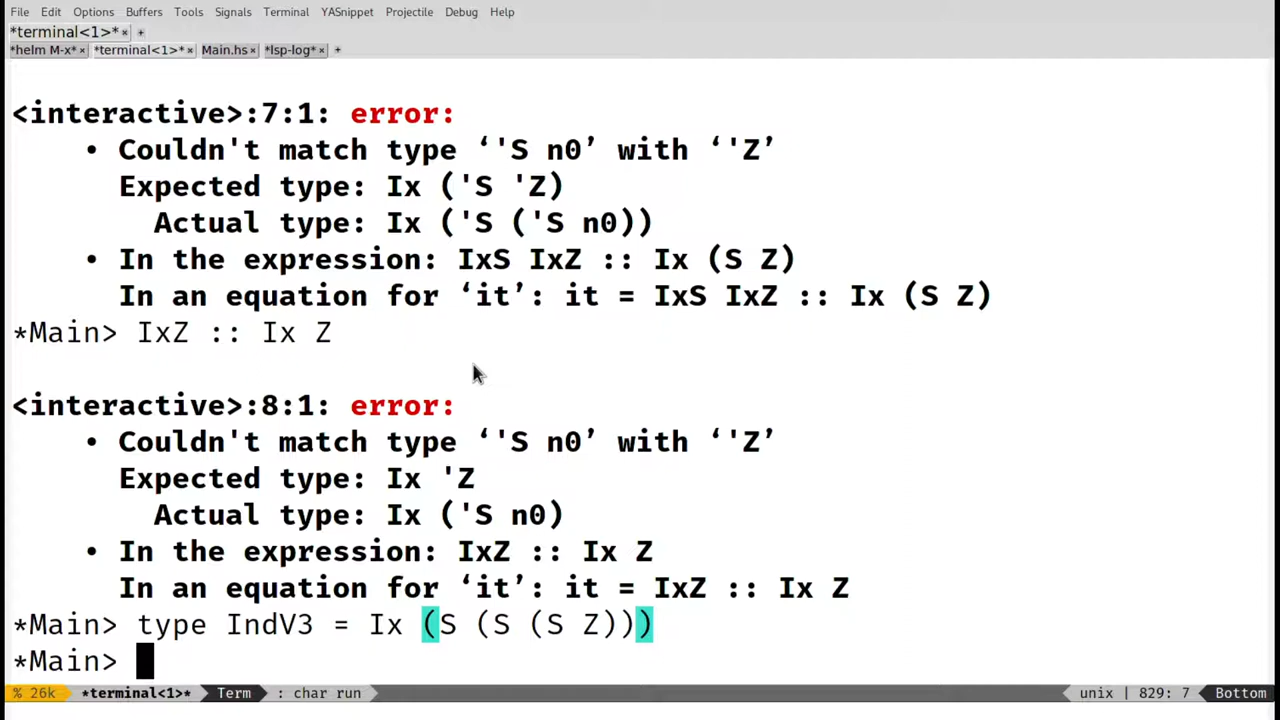 File Edit Options Buffers Tools Signals Terminal YASnippet Projectile Debug Help
*terminal<1>* × +
*helm M-x* × *terminal<1>* × Main.hs × *lsp-log* × +
<interactive>:7:1: error:
• Couldn't match type ‘'S n0’ with ‘'Z’
Expected type: Ix ('S 'Z)
Actual type: Ix ('S ('S n0))
• In the expression: IxS IxZ :: Ix (S Z)
In an equation for ‘it’: it = IxS IxZ :: Ix (S Z)
*Main> IxZ :: Ix Z
<interactive>:8:1: error:
• Couldn't match type ‘'S n0’ with ‘'Z’
Expected type: Ix 'Z
Actual type: Ix ('S n0)
• In the expression: IxZ :: Ix Z
In an equation for ‘it’: it = IxZ :: Ix Z
*Main> type IndV3 = Ix (S (S (S Z)))
*Main>
% 26k *terminal<1>* Term : char run unix | 829: 7 Bottom